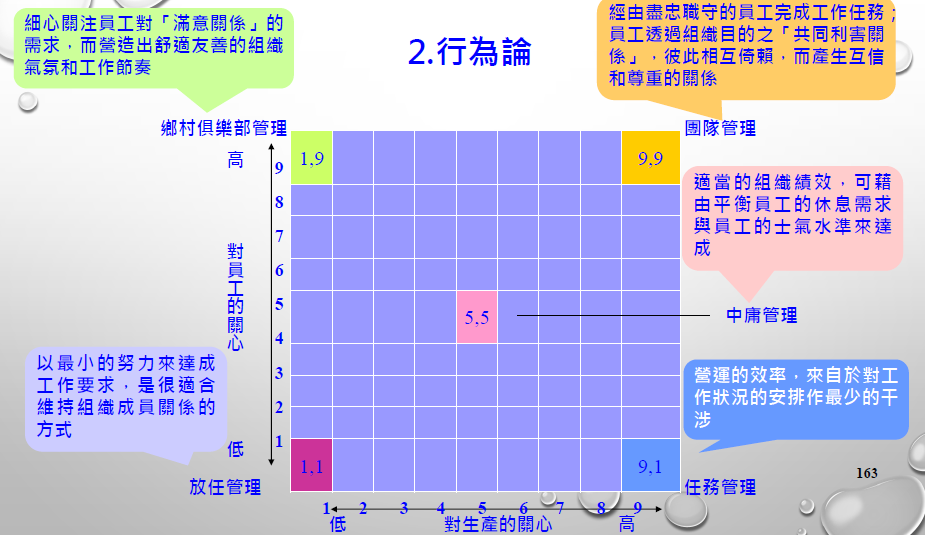 2.行為論
細心關注員工對「滿意關係」的
需求，而營造出舒適友善的組織
氣氛和工作節奏
經由盡忠職守的員工完成工作任務；
員工透過組織目的之「共同利害關
係」，彼此相互倚賴，而產生互信
和尊重的關係
鄉村俱樂部管理
團隊管理
高
1,9
9,9
9
8
7
6
5
4
3
2
1
對員工的關心
適當的組織績效，可藉
由平衡員工的休息需求
與員工的士氣水準來達
成
5,5
中庸管理
以最小的努力來達成
工作要求，是很適合
維持組織成員關係的
方式
營運的效率，來自於對工
作狀況的安排作最少的干
涉
低
1,1
9,1
放任管理
任務管理
163
1 2 3 4 5 6 7 8 9
低 對生產的關心 高